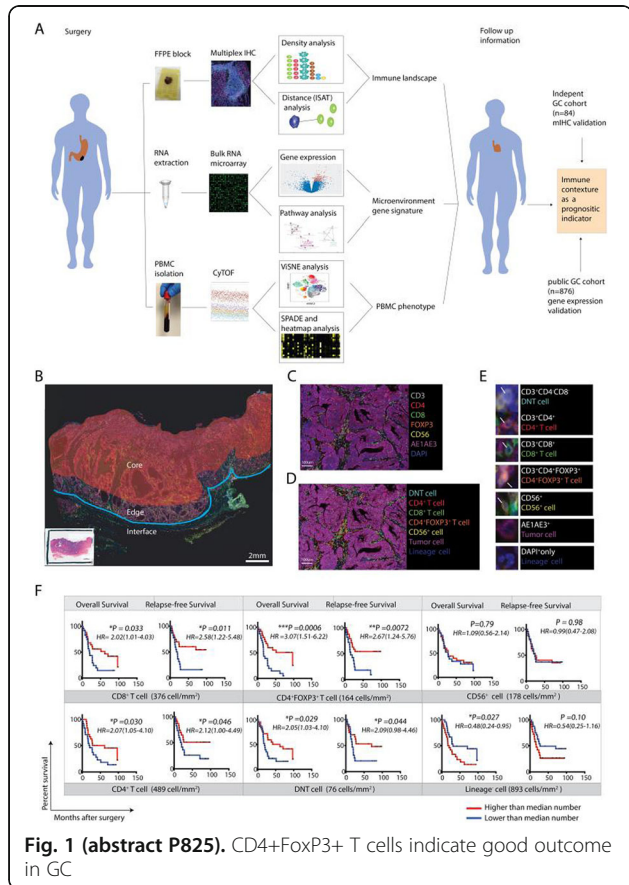 A
Surgery
FFPE block
Multiplex IHC
Density analysis
Distance (ISAT)
analysis
Immune landscape
RNA
extraction
Bulk RNA
microarray
Gene expression
Pathway analysis
Microenvironment
gene signature
PBMC
isolation
CyTOF
ViSNE analysis
SPADE and
heatmap analysis
PBMC phenotype
Follow up
information
Indepent
GC cohort
(n=84)
mIHC validation
Immune
contexture
as a
prognositic
indicator
public GC cohort
(n=876)
gene expression
validation
B
Core
Edge
Interface
2mm
C
CD3
CD4
CD8
FOXP3
CD56
AE1AE3
DAPI
100um
D
DNT cell
CD4+ T cell
CD8+ T cell
CD4+FOXP3+ T cell
CD56+ cell
Tumor cell
Lineage cell
100um
E
CD3+CD4-CD8-
DNT cell
CD3+CD4+
CD4+ T cell
CD3+CD8+
CD8+ T cell
CD3+CD4+FOXP3+
CD4+FOXP3+ T cell
CD56+
CD56+ cell
AE1AE3+
Tumor cell
DAPI+only
Lineage cell
F
Overall Survival Relapse-free Survival Overall Survival Relapse-free Survival Overall Survival Relapse-free Survival
*P = 0.033
HR= 2.02(1.01-4.03)
*P =0.011
HR=2.58(1.22-5.48)
***P =0.0006
HR =3.07(1.51-6.22)
**P =0.0072
HR=2.67(1.24-5.76)
P=0.79
HR=1.09(0.56-2.14)
P = 0.98
HR=0.99(0.47-2.08)
100
50
0
0 50 100 150
CD8+ T Cell (376 cells/mm2)
CD4+FOXP3+ T Cell (164 cells/mm2)
CD56+ cell (178 cells/mm2)
*P =0.030
HR=2.07(1.05-4.10)
*P =0.046
HR=2.12(1.00-4.49)
*P =0.029
HR=2.05(1.03-4.10)
*P =0.044
HR=2.09(0.98-4.46)
*P=0.027
HR=0.48(0.24-0.95)
P=0.10
HR=0.54(0.25-1.16)
CD4+ T cell (489 cell/mm2)
DNT cell (76 cells/mm2)
Lineage cell (893 cells/mm2)
Percent survival
Months after surgery
Higher than median number
Lower than median number
Fig. 1 (abstract P825). CD4+FoxP3+ T cells indicate good outcome
in GC